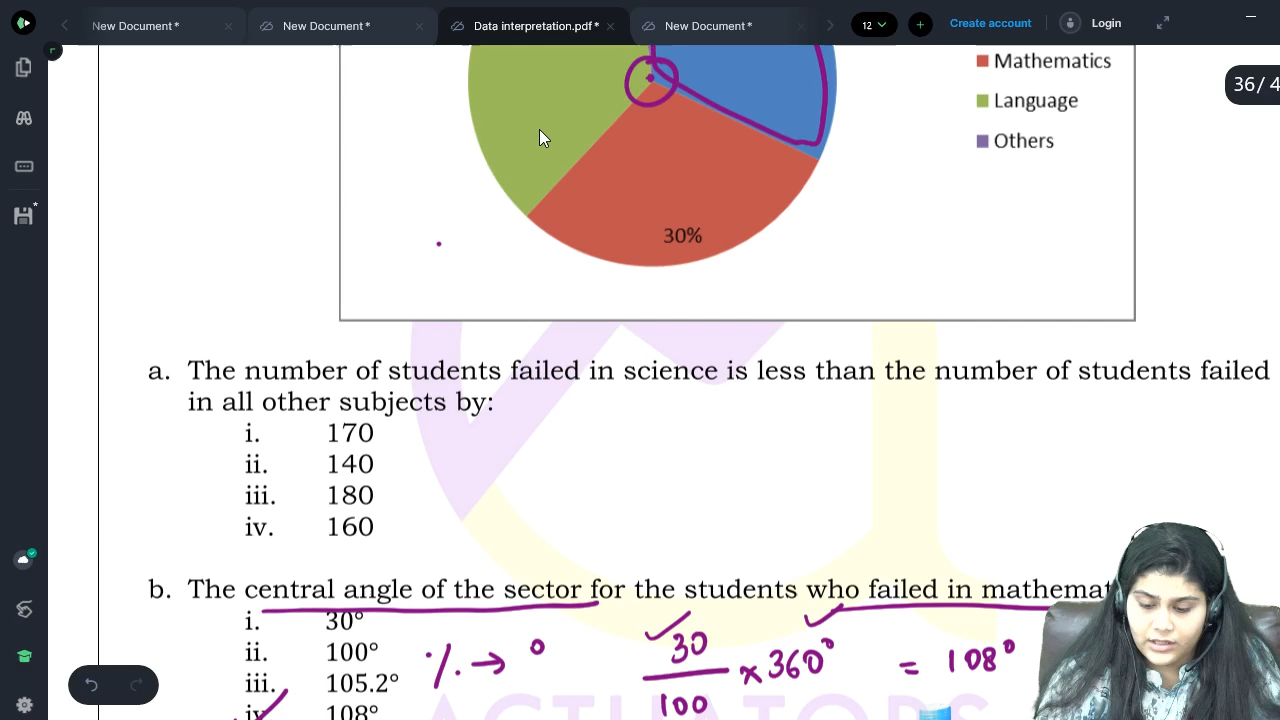 New Document*
New Document*
Data interpretation.pdf*
New Document*
12
Create account
Login
36/4
Mathematics
Language
Others
30%
a. The number of students failed in science is less than the number of students failed
in all other subjects by:
i. 170
ii. 140
iii. 180
iv. 160
b. The central angle of the sector for the students who failed in mathemat
i. 30°
ii. 100°
iii. 105.2°
iv. 108°
% → °
30
100
× 360° = 108°
ACTUATORS